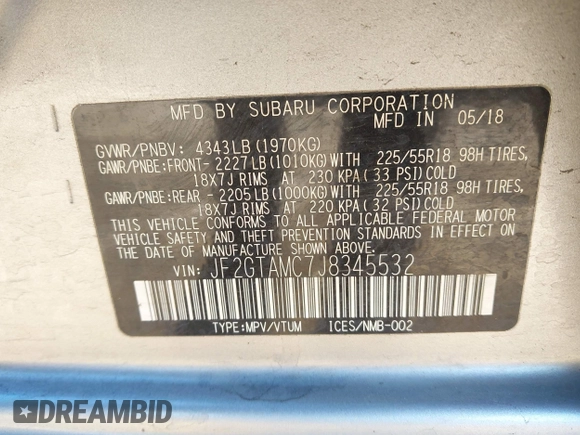 MFD BY SUBARU CORPORATION
MFD IN 05/18
GVWR/PNBV: 4343LB (1970KG)
GAWR/PNBE:FRONT- 2227LB (1010KG)WITH 225/55R18 98H TIRES,
18X7J RIMS AT 230 KPA(33 PSI)COLD
GAWR/PNBE:REAR - 2205LB (1000KG)WITH 225/55R18 98H TIRES,
18X7J RIMS AT 220 KPA(32 PSI)COLD
THIS VEHICLE CONFORMS TO ALL APPLICABLE FEDERAL MOTOR
VEHICLE SAFETY AND THEFT PREVENTION STANDARDS IN EFFECT ON
THE DATE OF MANUFACTURE SHOWN ABOVE.
VIN: JF2GTAMC7J8345532
TYPE:MPV/VTUM ICES/NMB-002
DREAMBID